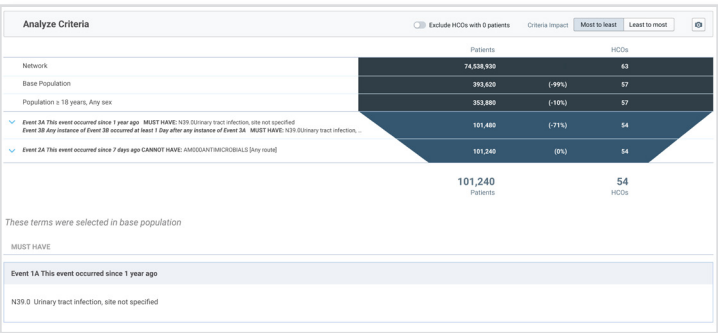 Analyze Criteria
Exclude HCOs with 0 patients Criteria Impact Most to least Least to most
Patients HCOs
Network 74,538,930 63
Base Population 393,620 (-99%) 57
Population ≥ 18 years, Any sex 353,880 (-10%) 57
Event 3A This event occurred since 1 year ago MUST HAVE: N39.0Urinary tract infection, site not specified
Event 3B Any instance of Event 3B occurred at least 1 Day after any instance of Event 3A MUST HAVE: N39.0Urinary tract infection, ...
101,480 (-71%) 54
Event 2A This event occurred since 7 days ago CANNOT HAVE: AM000ANTIMICROBIALS [Any route] 101,240 (0%) 54
101,240 54
Patients HCOs
These terms were selected in base population
MUST HAVE
Event 1A This event occurred since 1 year ago
N39.0 Urinary tract infection, site not specified